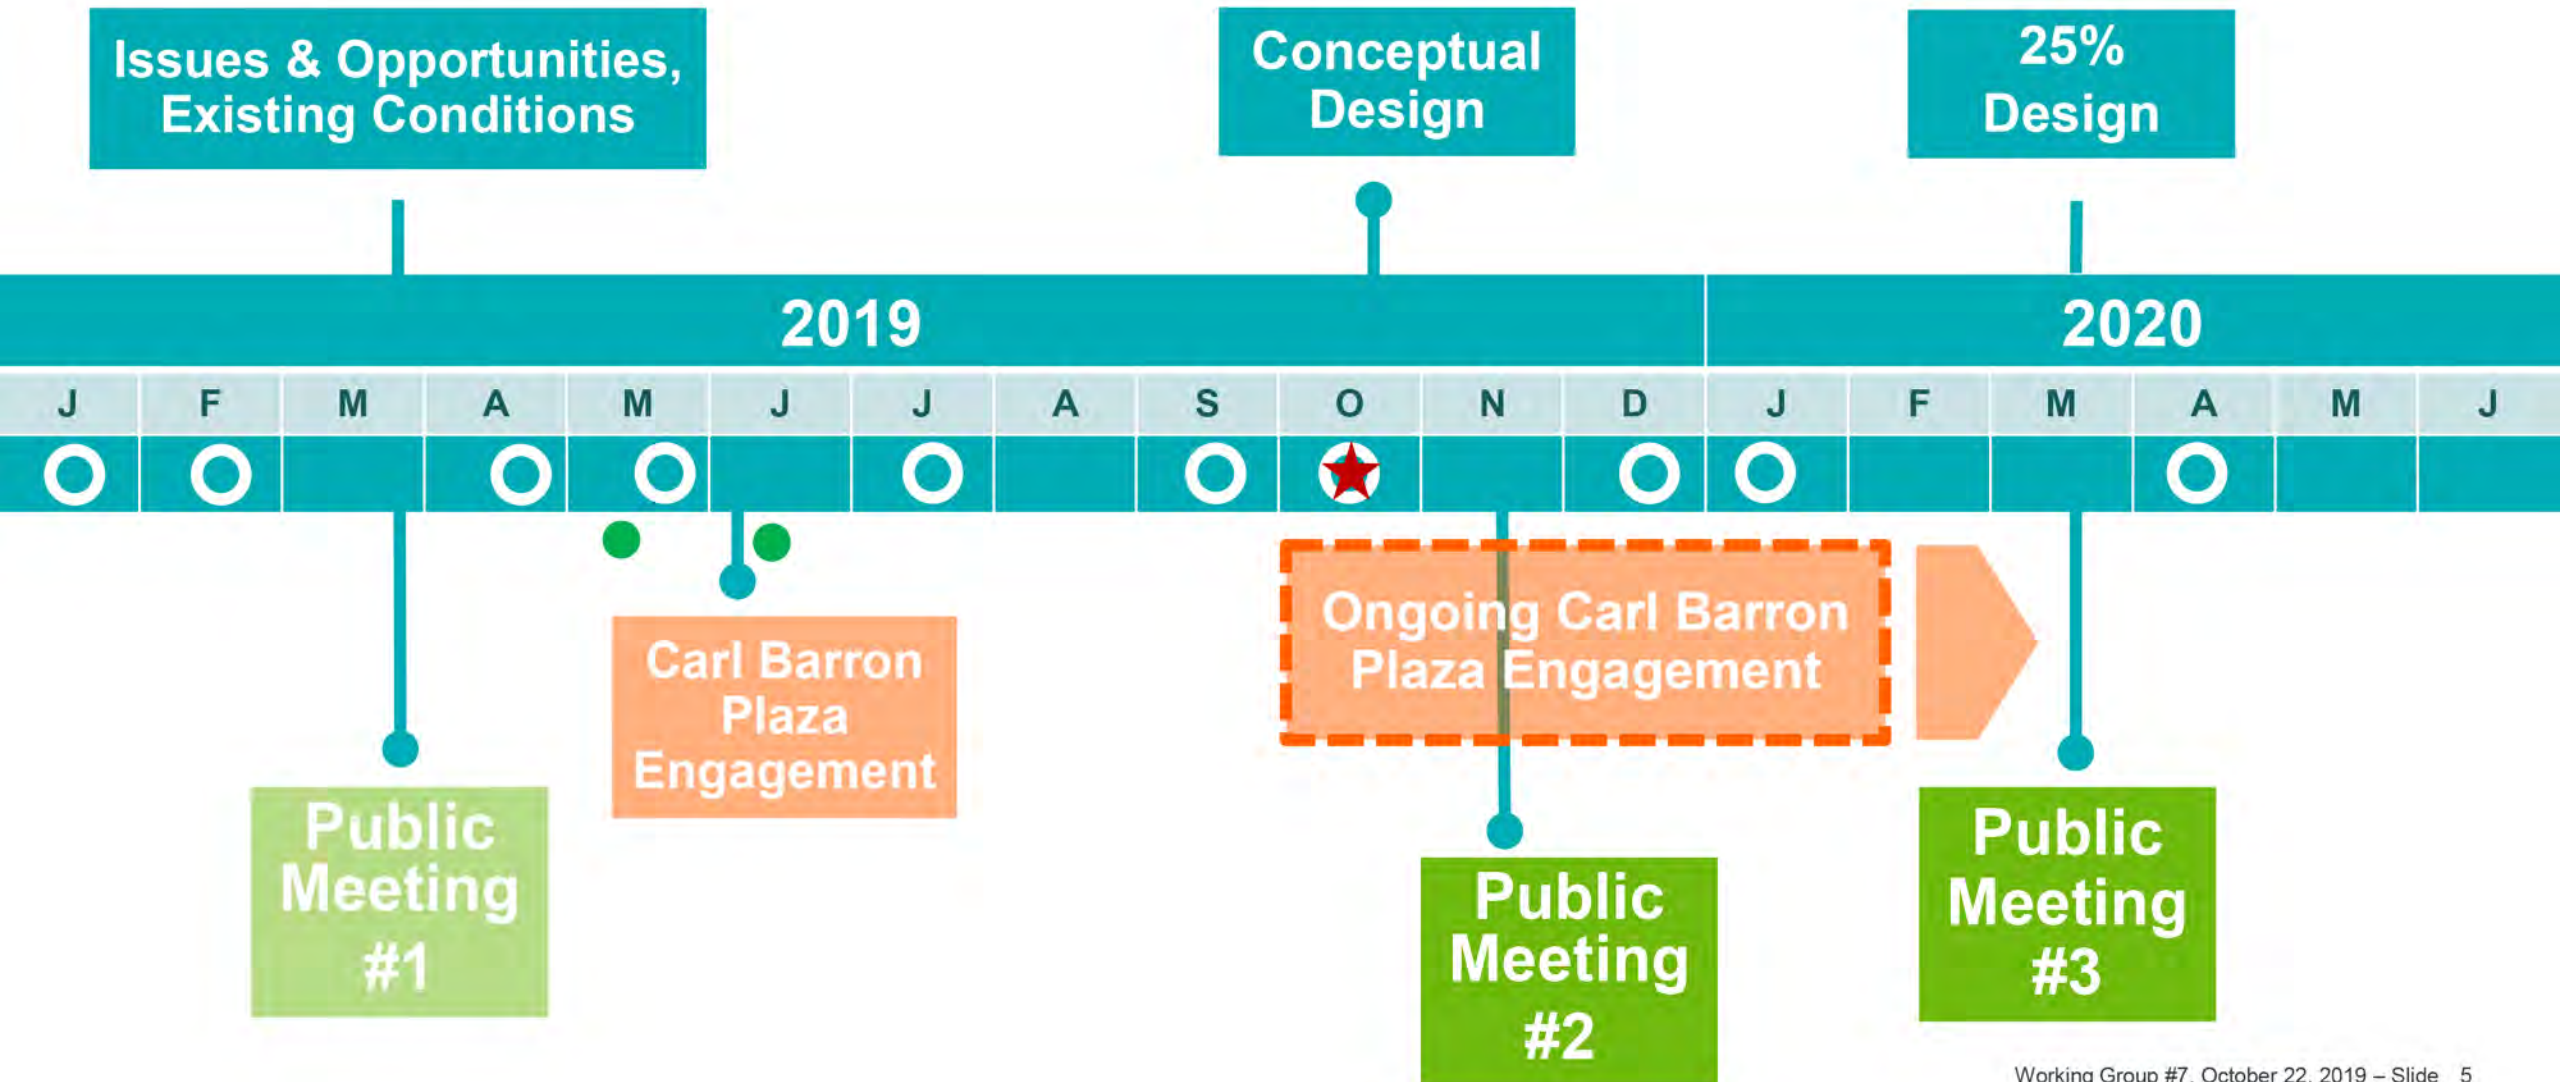 Issues & Opportunities,
Existing Conditions
Conceptual
Design
25%
Design
2019
2020
J F M A M J J A S O N D J F M A M J
Carl Barron
Plaza
Engagement
Ongoing Carl Barron
Plaza Engagement
Public
Meeting
#1
Public
Meeting
#2
Public
Meeting
#3
Working Group #7, October 22, 2019 – Slide 5